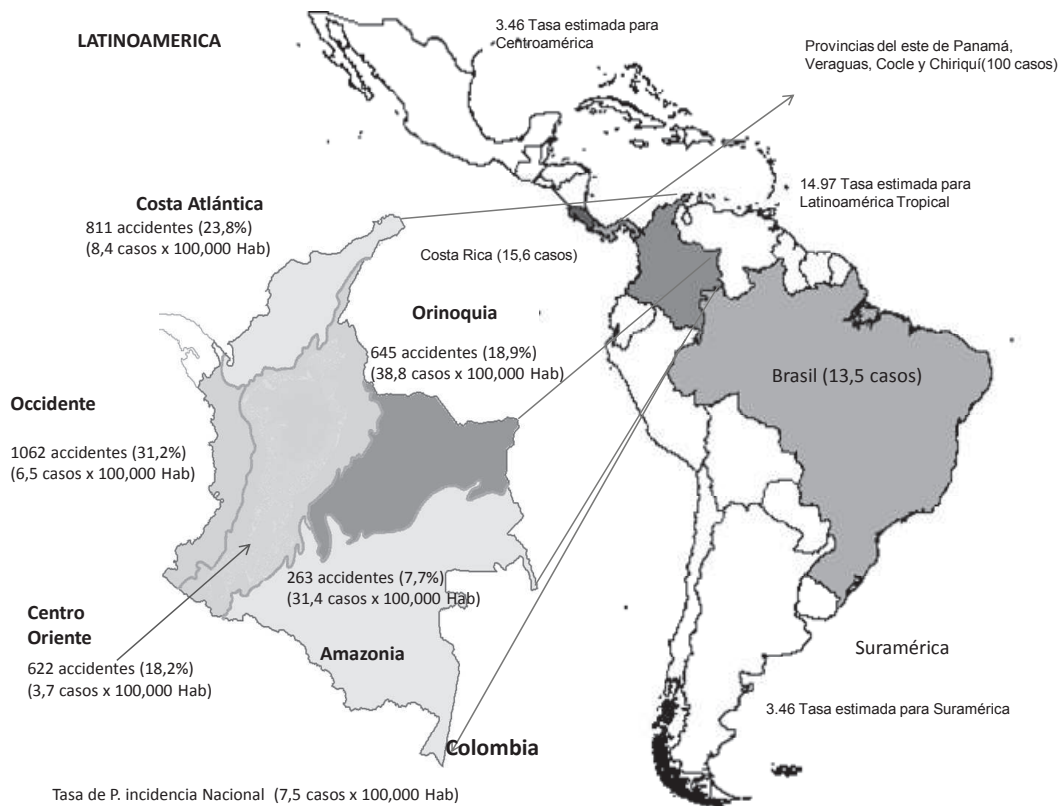 LATINOAMERICA
3.46 Tasa estimada para
Centroamérica
Provincias del este de Panamá,
Veraguas, Cocle y Chiriquí(100 casos)
14.97 Tasa estimada para
Latinoamérica Tropical
Costa Atlántica
811 accidentes (23,8%)
(8,4 casos x 100,000 Hab)
Costa Rica (15,6 casos)
Orinoquia
645 accidentes (18,9%)
(38,8 casos x 100,000 Hab)
Brasil (13,5 casos)
Occidente
1062 accidentes (31,2%)
(6,5 casos x 100,000 Hab)
263 accidentes (7,7%)
(31,4 casos x 100,000 Hab)
Amazonia
Centro
Oriente
622 accidentes (18,2%)
(3,7 casos x 100,000 Hab)
Suramérica
3.46 Tasa estimada para Suramérica
Colombia
Tasa de P. incidencia Nacional (7,5 casos x 100,000 Hab)